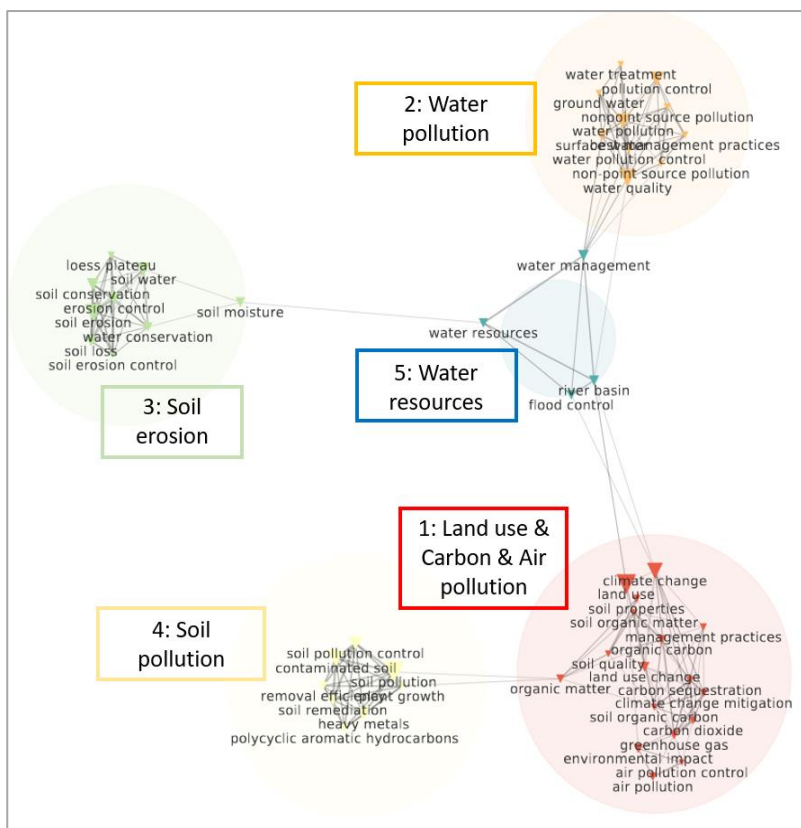 water treatment
pollution control
ground water
nonpoint source pollution
water pollution
surface water
best management practices
water pollution control
non-point source pollution
water quality
2: Water
pollution
water management
loess plateau
soil water
soil conservation
erosion control
soil erosion
water conservation
soil loss
soil erosion control
soil moisture
3: Soil
erosion
water resources
river basin
flood control
5: Water
resources
1: Land use &
Carbon & Air
pollution
climate change
land use
soil properties
soil organic matter
management practices
organic carbon
soil quality
land use change
organic matter
carbon sequestration
climate change mitigation
soil organic carbon
carbon dioxide
greenhouse gas
environmental impact
air pollution control
air pollution
4: Soil
pollution
soil pollution control
contaminated soil
soil pollution
removal efficiency
plant growth
soil remediation
heavy metals
polycyclic aromatic hydrocarbons